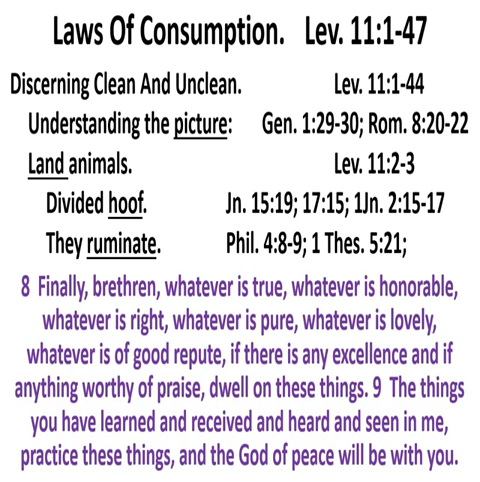 Laws Of Consumption. Lev. 11:1-47
Discerning Clean And Unclean. Lev. 11:1-44
Understanding the picture: Gen. 1:29-30; Rom. 8:20-22
Land animals. Lev. 11:2-3
Divided hoof. Jn. 15:19; 17:15; 1Jn. 2:15-17
They ruminate. Phil. 4:8-9; 1 Thes. 5:21;
8 Finally, brethren, whatever is true, whatever is honorable,
whatever is right, whatever is pure, whatever is lovely,
whatever is of good repute, if there is any excellence and if
anything worthy of praise, dwell on these things. 9 The things
you have learned and received and heard and seen in me,
practice these things, and the God of peace will be with you.